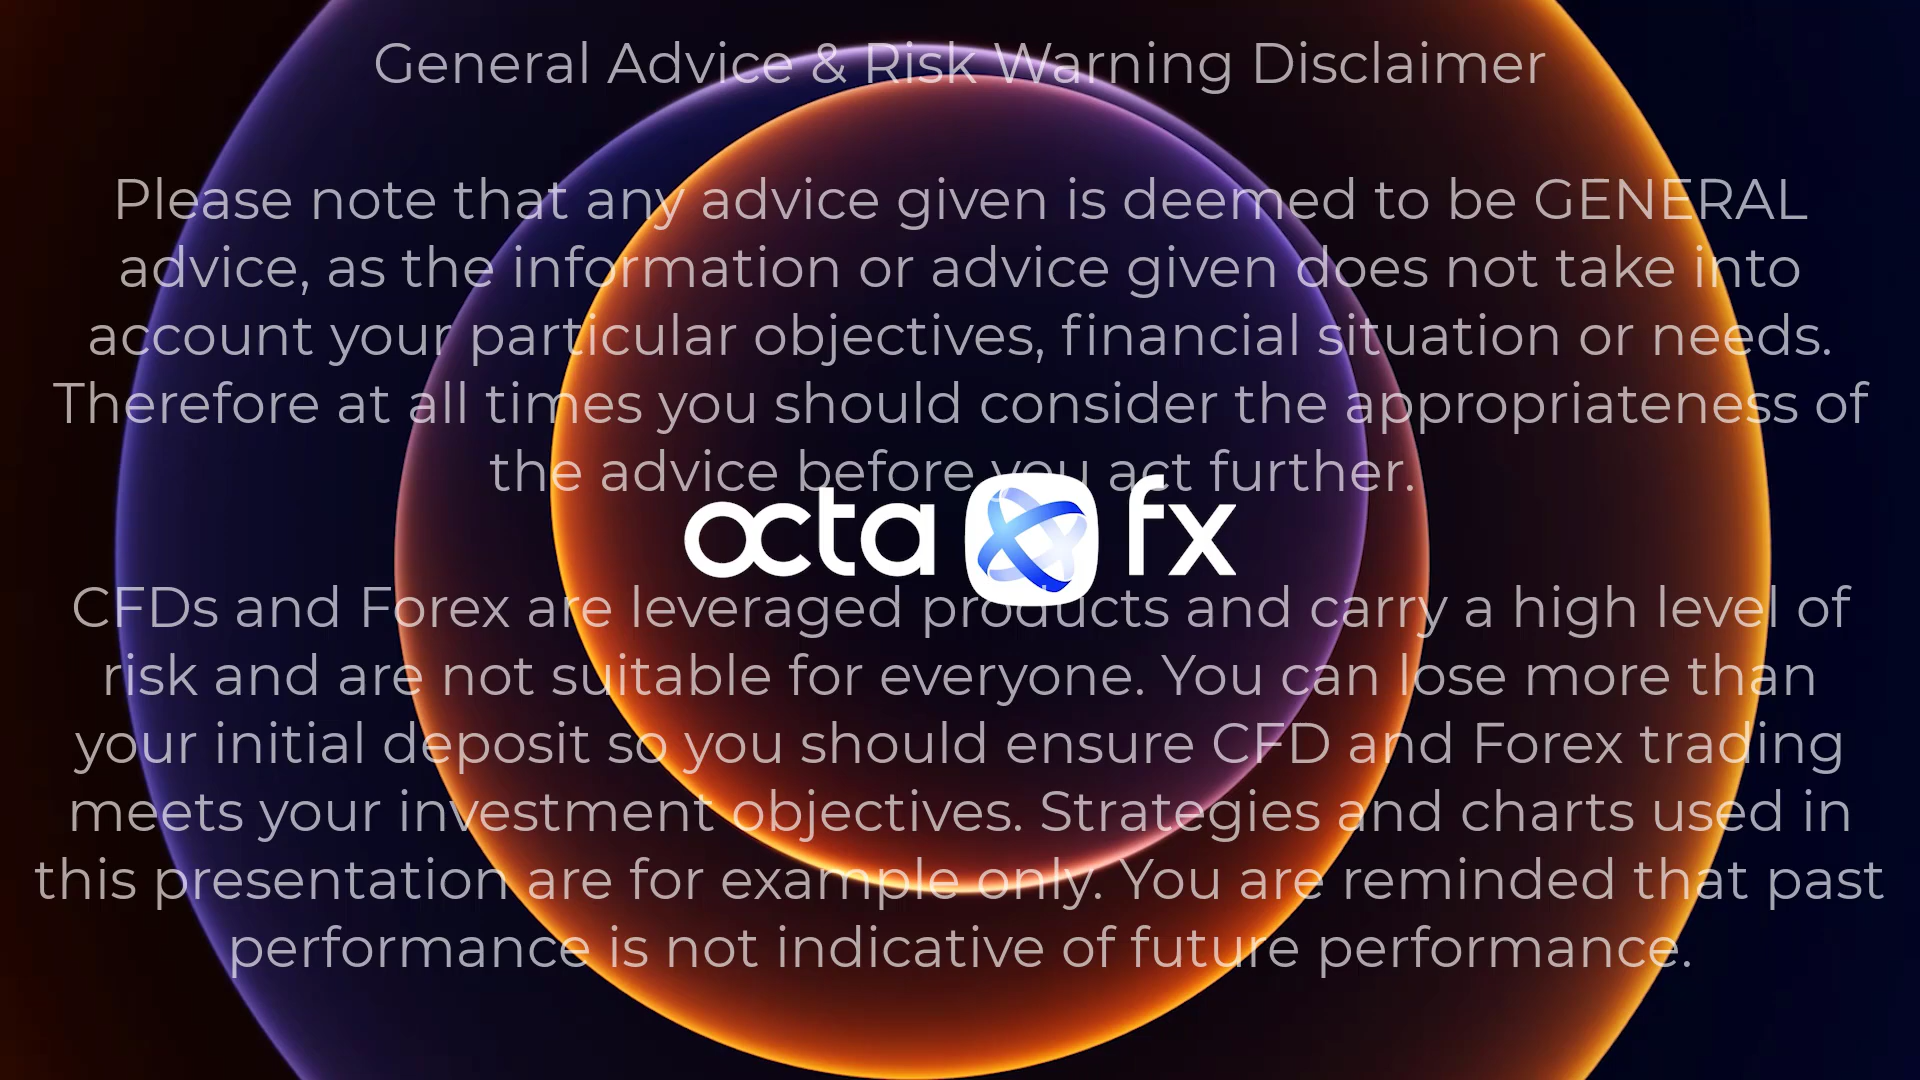 General Advice & Risk Warning Disclaimer
Please note that any advice given is deemed to be GENERAL
advice, as the information or advice given does not take into
account your particular objectives, financial situation or needs.
Therefore at all times you should consider the appropriateness of
the advice before you act further.
octa fx
CFDs and Forex are leveraged products and carry a high level of
risk and are not suitable for everyone. You can lose more than
your initial deposit so you should ensure CFD and Forex trading
meets your investment objectives. Strategies and charts used in
this presentation are for example only. You are reminded that past
performance is not indicative of future performance.